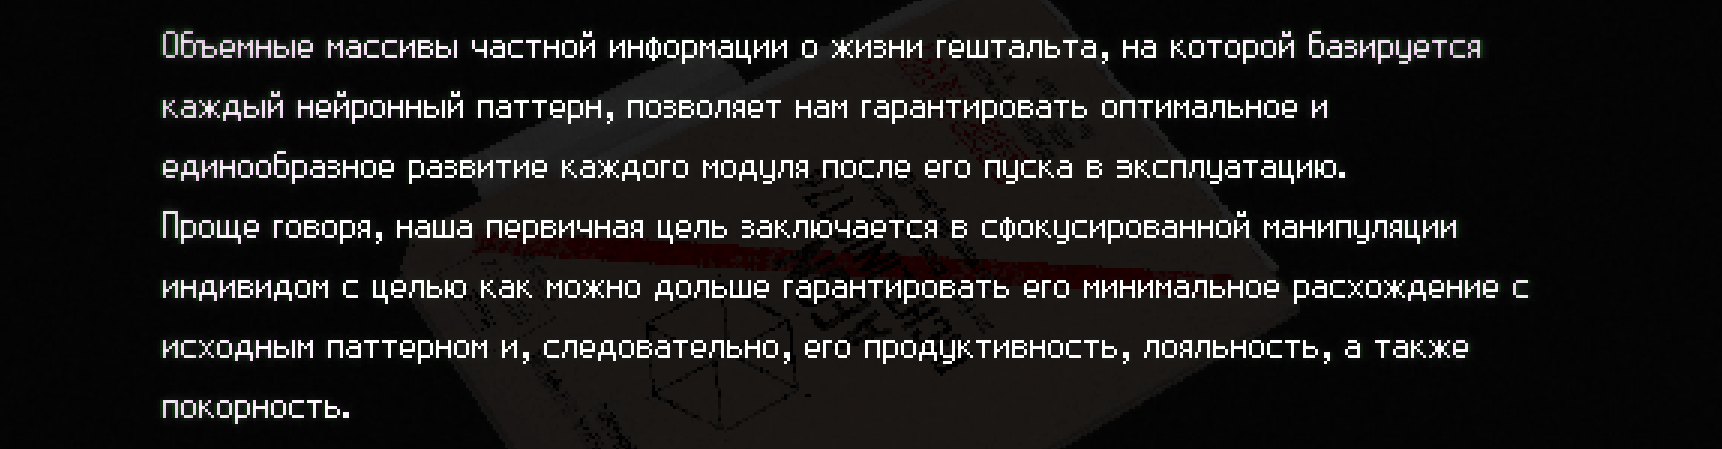 Объемные массивы частной информации о жизни гештальта, на которой базируется
каждый нейронный паттерн, позволяет нам гарантировать оптимальное и
единообразное развитие каждого модуля после его пуска в эксплуатацию.
Проще говоря, наша первичная цель заключается в сфокусированной манипуляции
индивидом с целью как можно дольше гарантировать его минимальное расхождение с
исходным паттерном и, следовательно, его продуктивность, лояльность, а также
покорность.